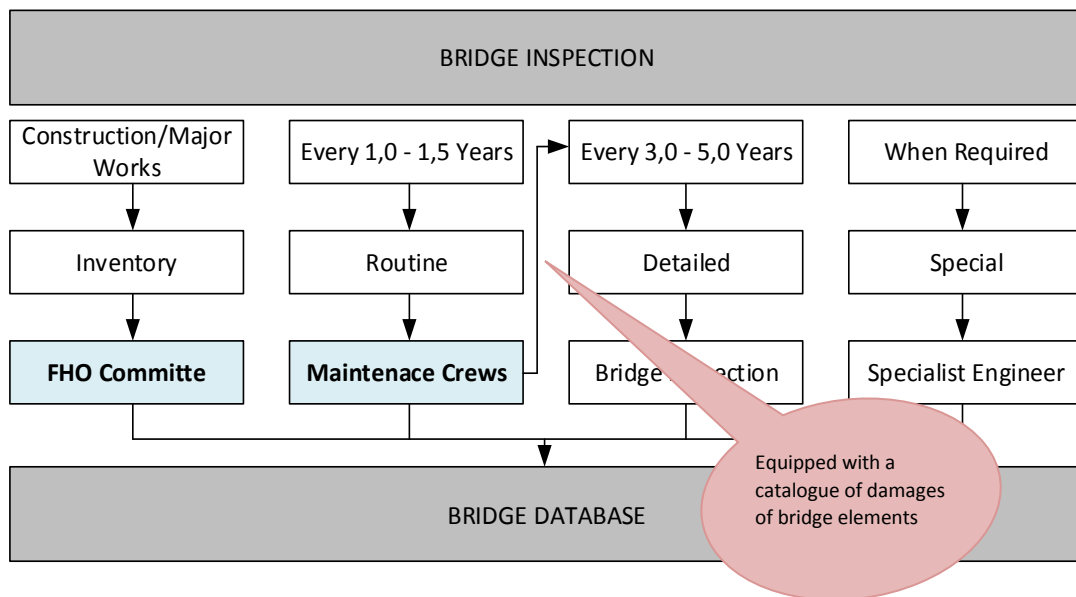 BRIDGE INSPECTION
Construction/Major
Works
Every 1,0 - 1,5 Years
Every 3,0 - 5,0 Years
When Required
Inventory
Routine
Detailed
Special
FHO Committe
Maintenace Crews
Bridge
Specialist Engineer
Equipped with a
catalogue of damages
of bridge elements
BRIDGE DATABASE